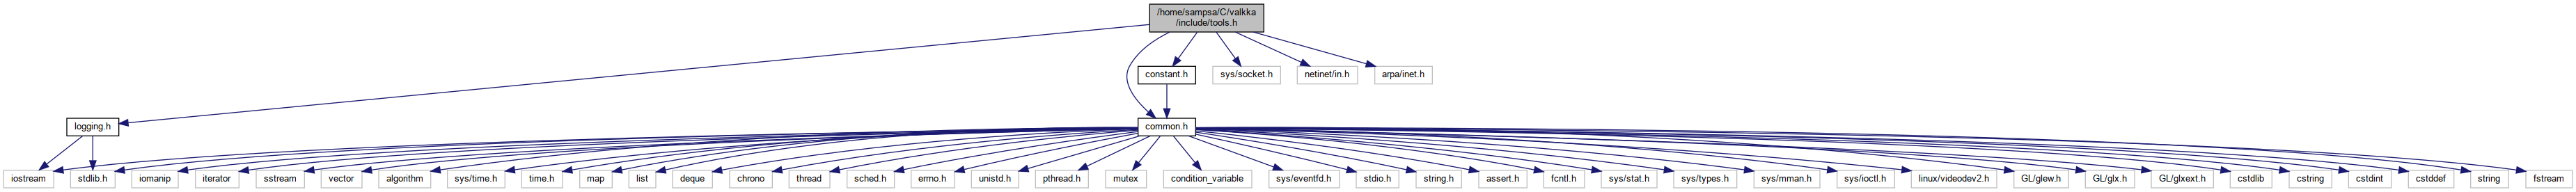 /home/sampsa/C/valkka
/include/tools.h
constant.h
sys/socket.h
netinet/in.h
arpa/inet.h
logging.h
common.h
iostream
stdlib.h
iomanip
iterator
sstream
vector
algorithm
sys/time.h
time.h
map
list
deque
chrono
thread
sched.h
errno.h
unistd.h
pthread.h
mutex
condition_variable
sys/eventfd.h
stdio.h
string.h
assert.h
fcntl.h
sys/stat.h
sys/types.h
sys/mman.h
sys/ioctl.h
linux/videodev2.h
GL/glew.h
GL/glx.h
GL/glxext.h
cstdlib
cstring
cstdint
cstddef
string
fstream